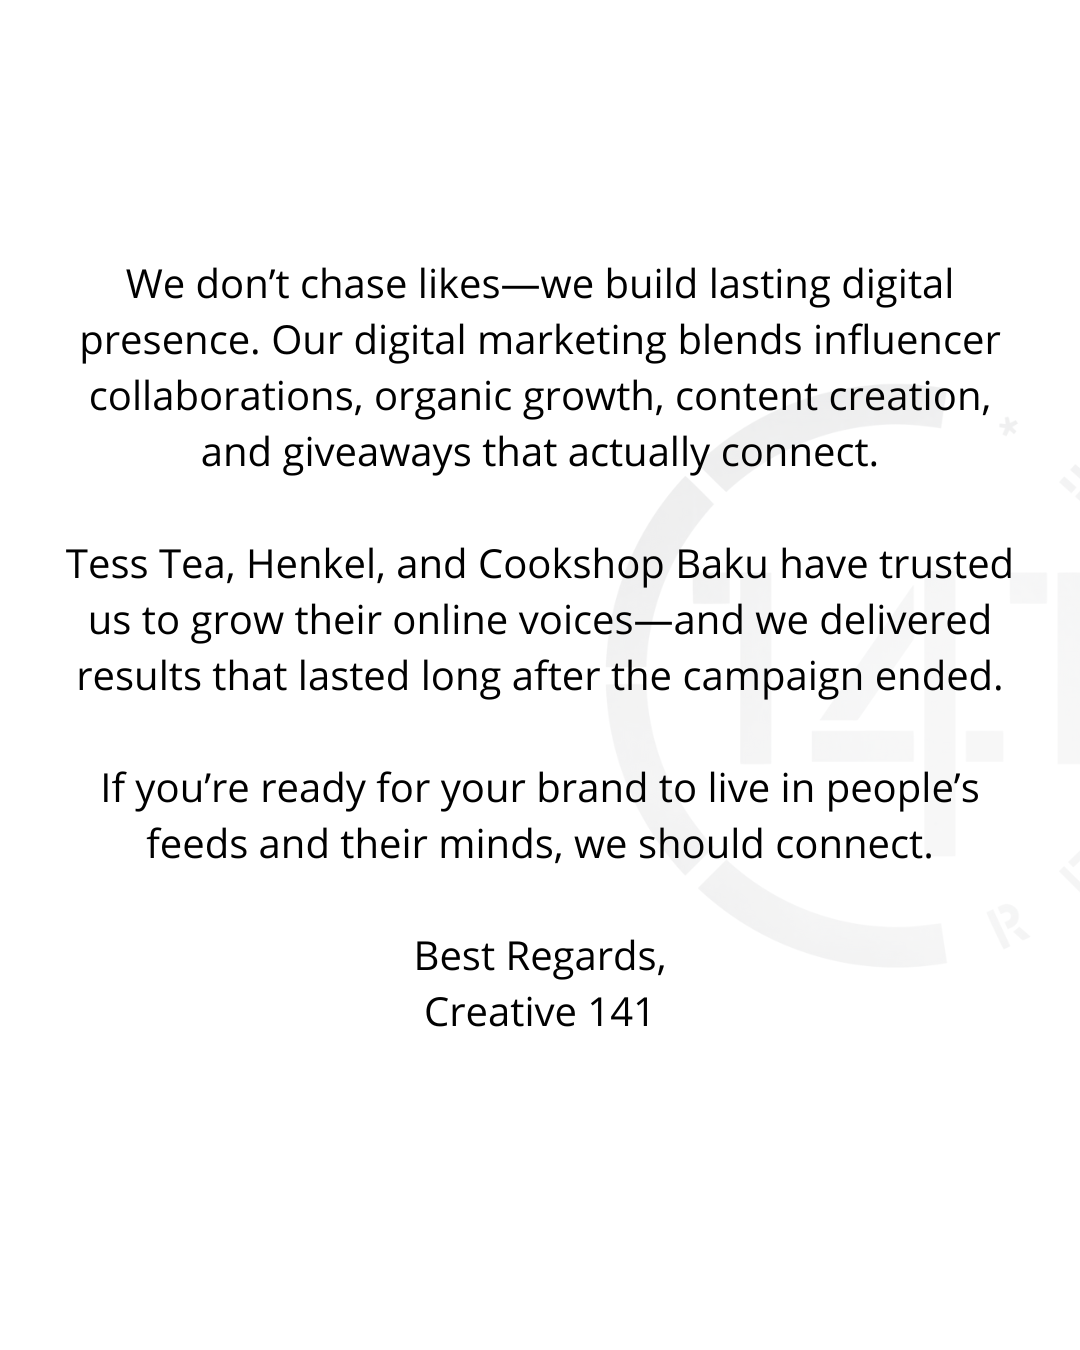 We don’t chase likes—we build lasting digital
presence. Our digital marketing blends influencer
collaborations, organic growth, content creation,
and giveaways that actually connect.
Tess Tea, Henkel, and Cookshop Baku have trusted
us to grow their online voices—and we delivered
results that lasted long after the campaign ended.
If you’re ready for your brand to live in people’s
feeds and their minds, we should connect.
Best Regards,
Creative 141
141